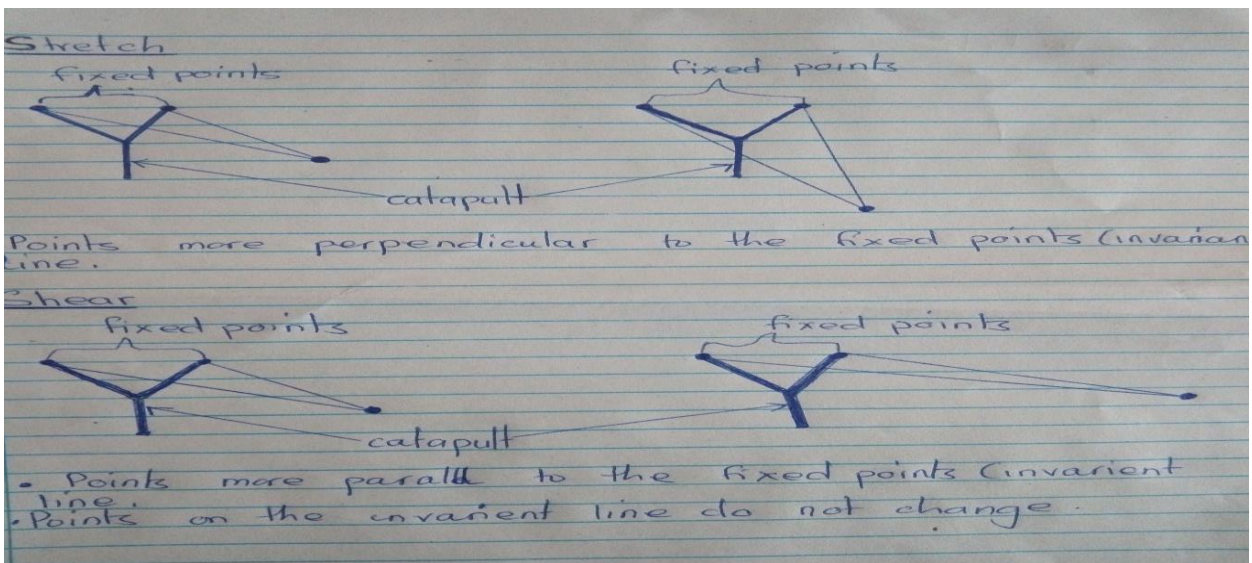 Stretch
fixed points
fixed points
catapult
Points more perpendicular to the fixed points (invarian
line.
Shear
fixed points
fixed points
catapult
• Points more parallel to the fixed points (invarient
line.
• Points on the invarient line do not change.